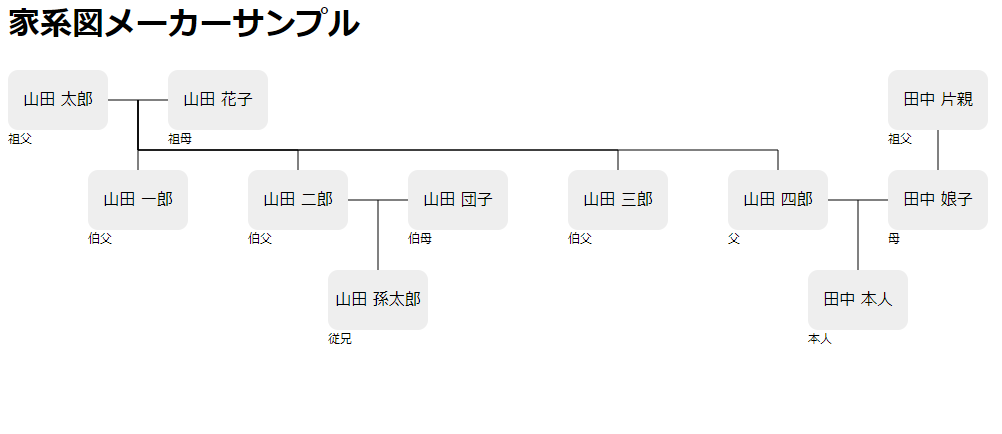 家系図メーカーサンプル
山田 太郎
山田 花子
田中 片親
祖父
祖母
祖父
山田 一郎
山田 二郎
山田 団子
山田 三郎
山田 四郎
田中 娘子
伯父
伯父
伯母
伯父
父
母
山田 孫太郎
田中 本人
従兄
本人